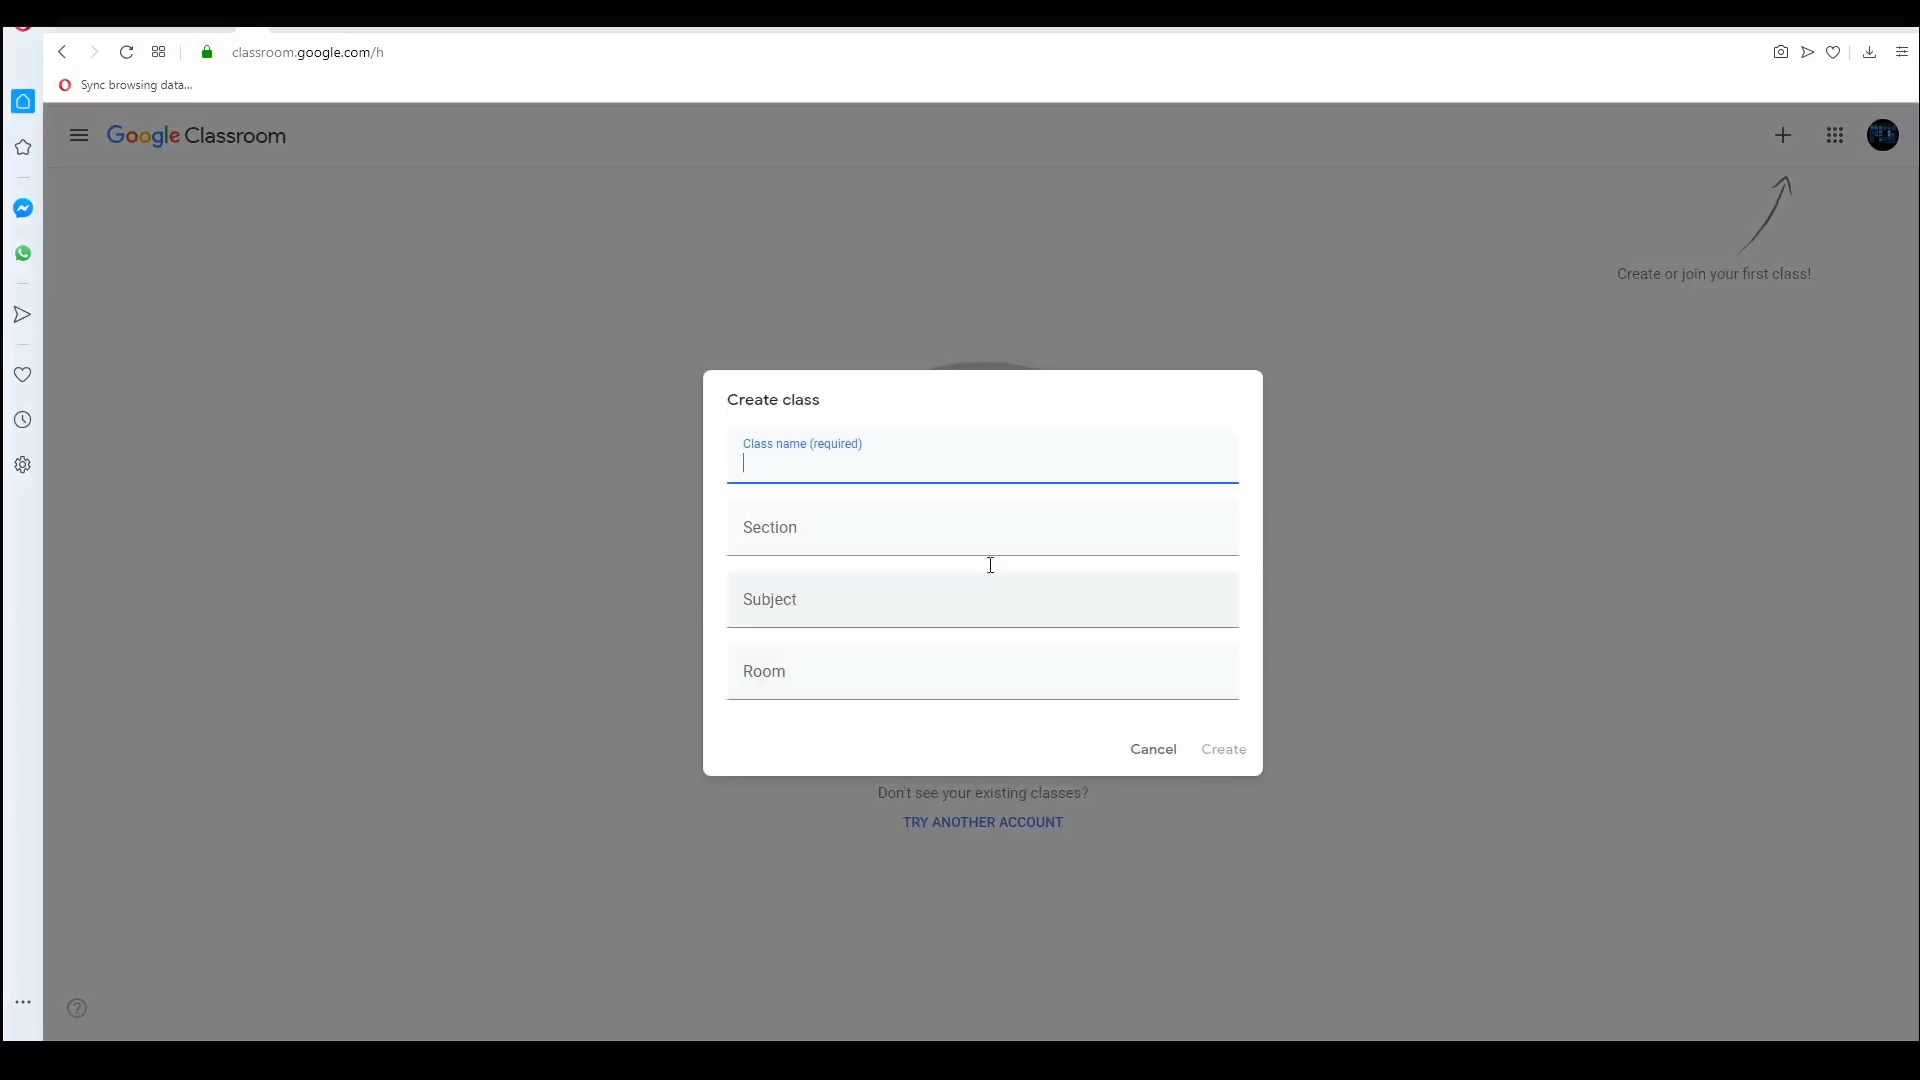 classroom.google.com/h
Sync browsing data...
Google Classroom
Create or join your first class!
Create class
Class name (required)
Section
Subject
Room
Cancel
Create
Don't see your existing classes?
TRY ANOTHER ACCOUNT